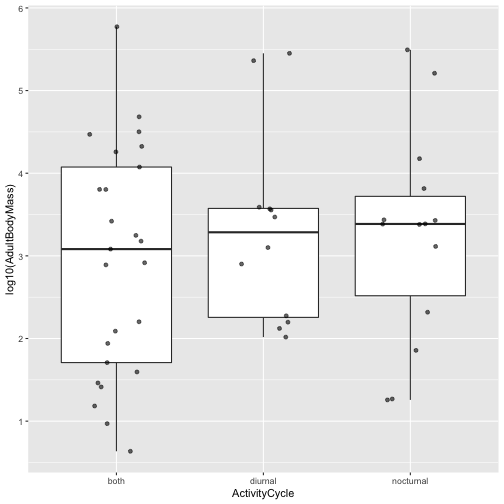 6
5
4
3
2
1
log10(AdultBodyMass)
both
diurnal
nocturnal
ActivityCycle